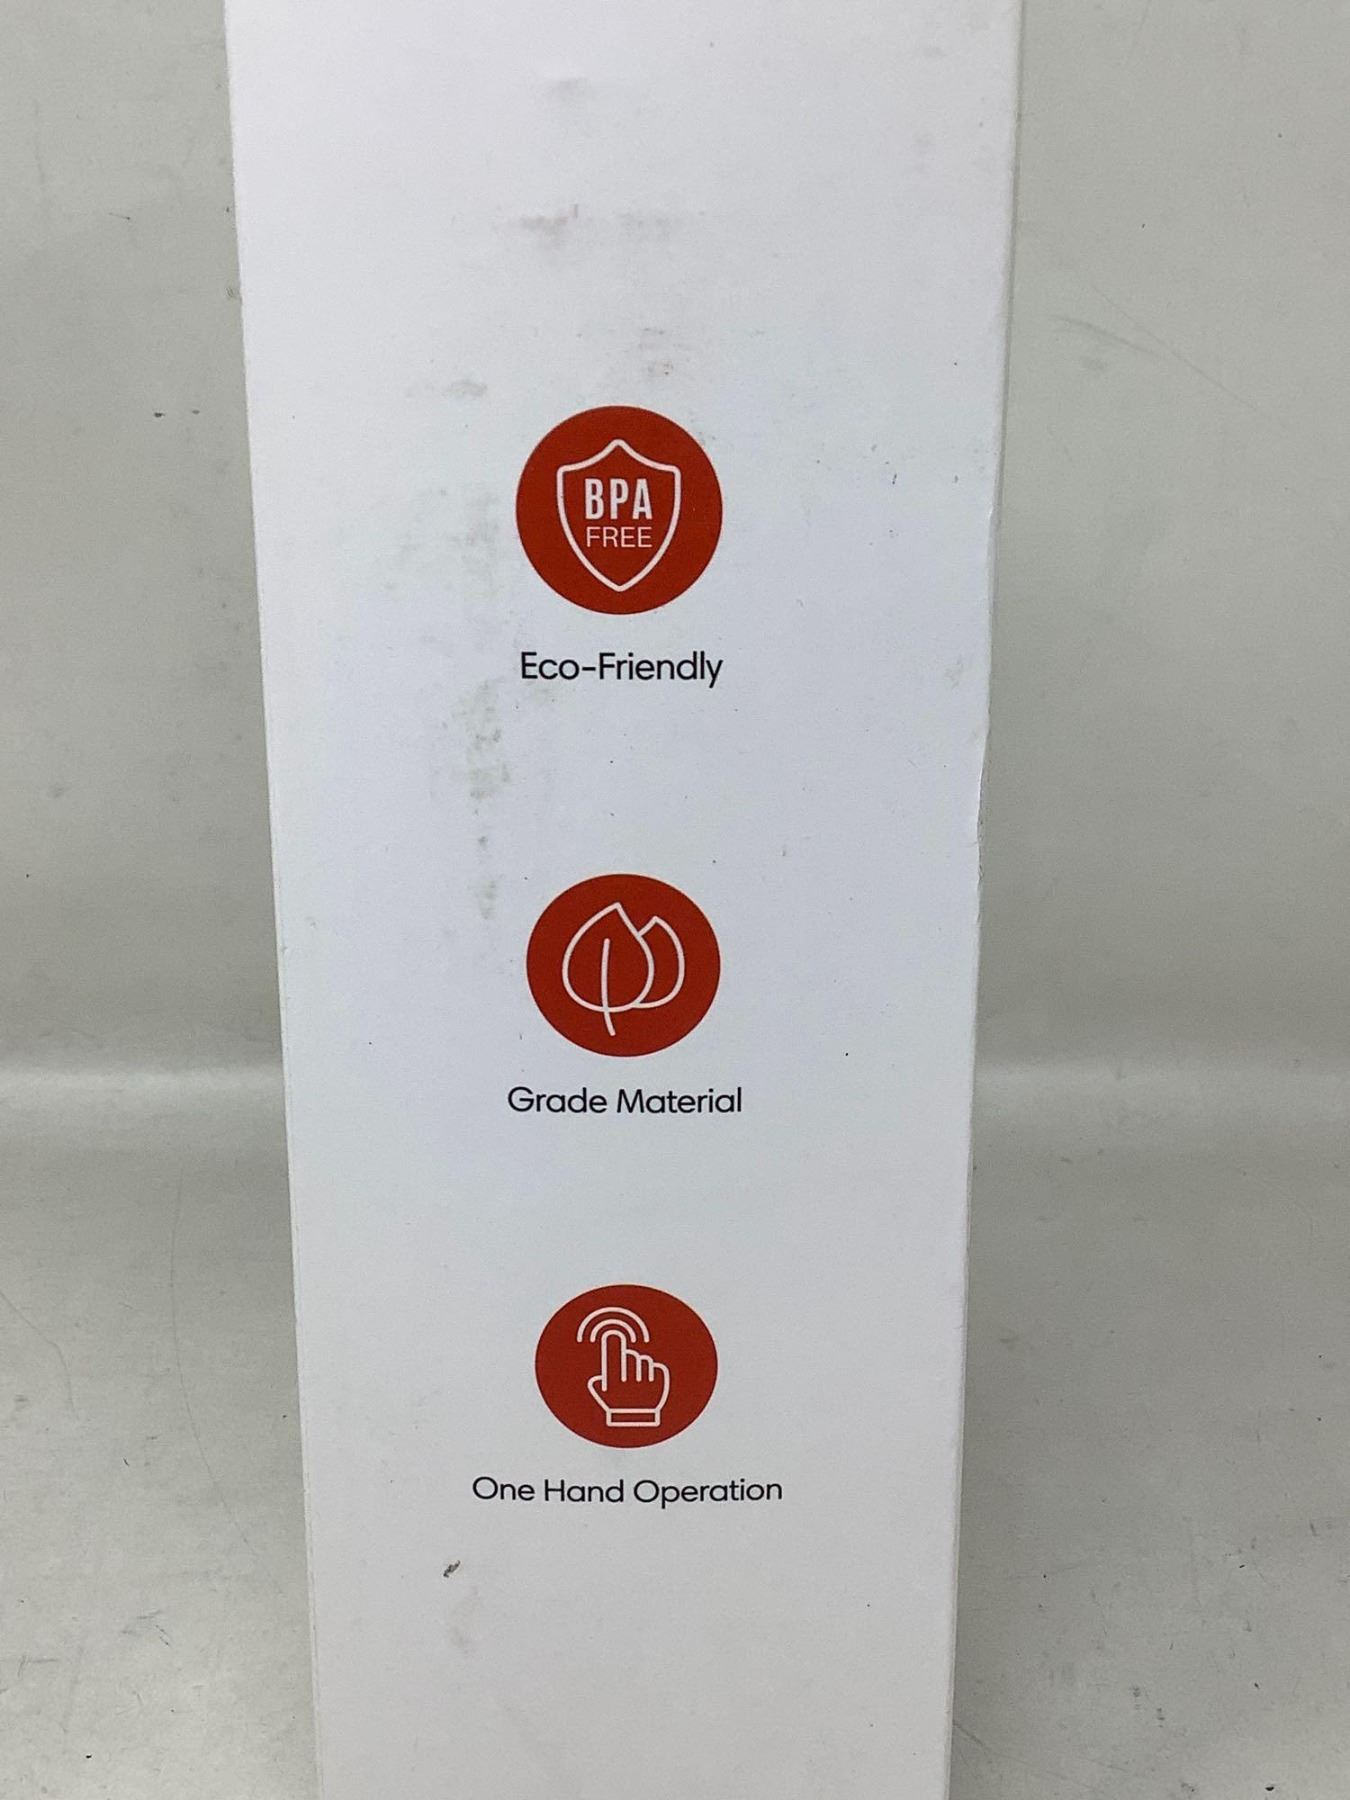 BPA
FREE
Eco-Friendly
Grade Material
One Hand Operation